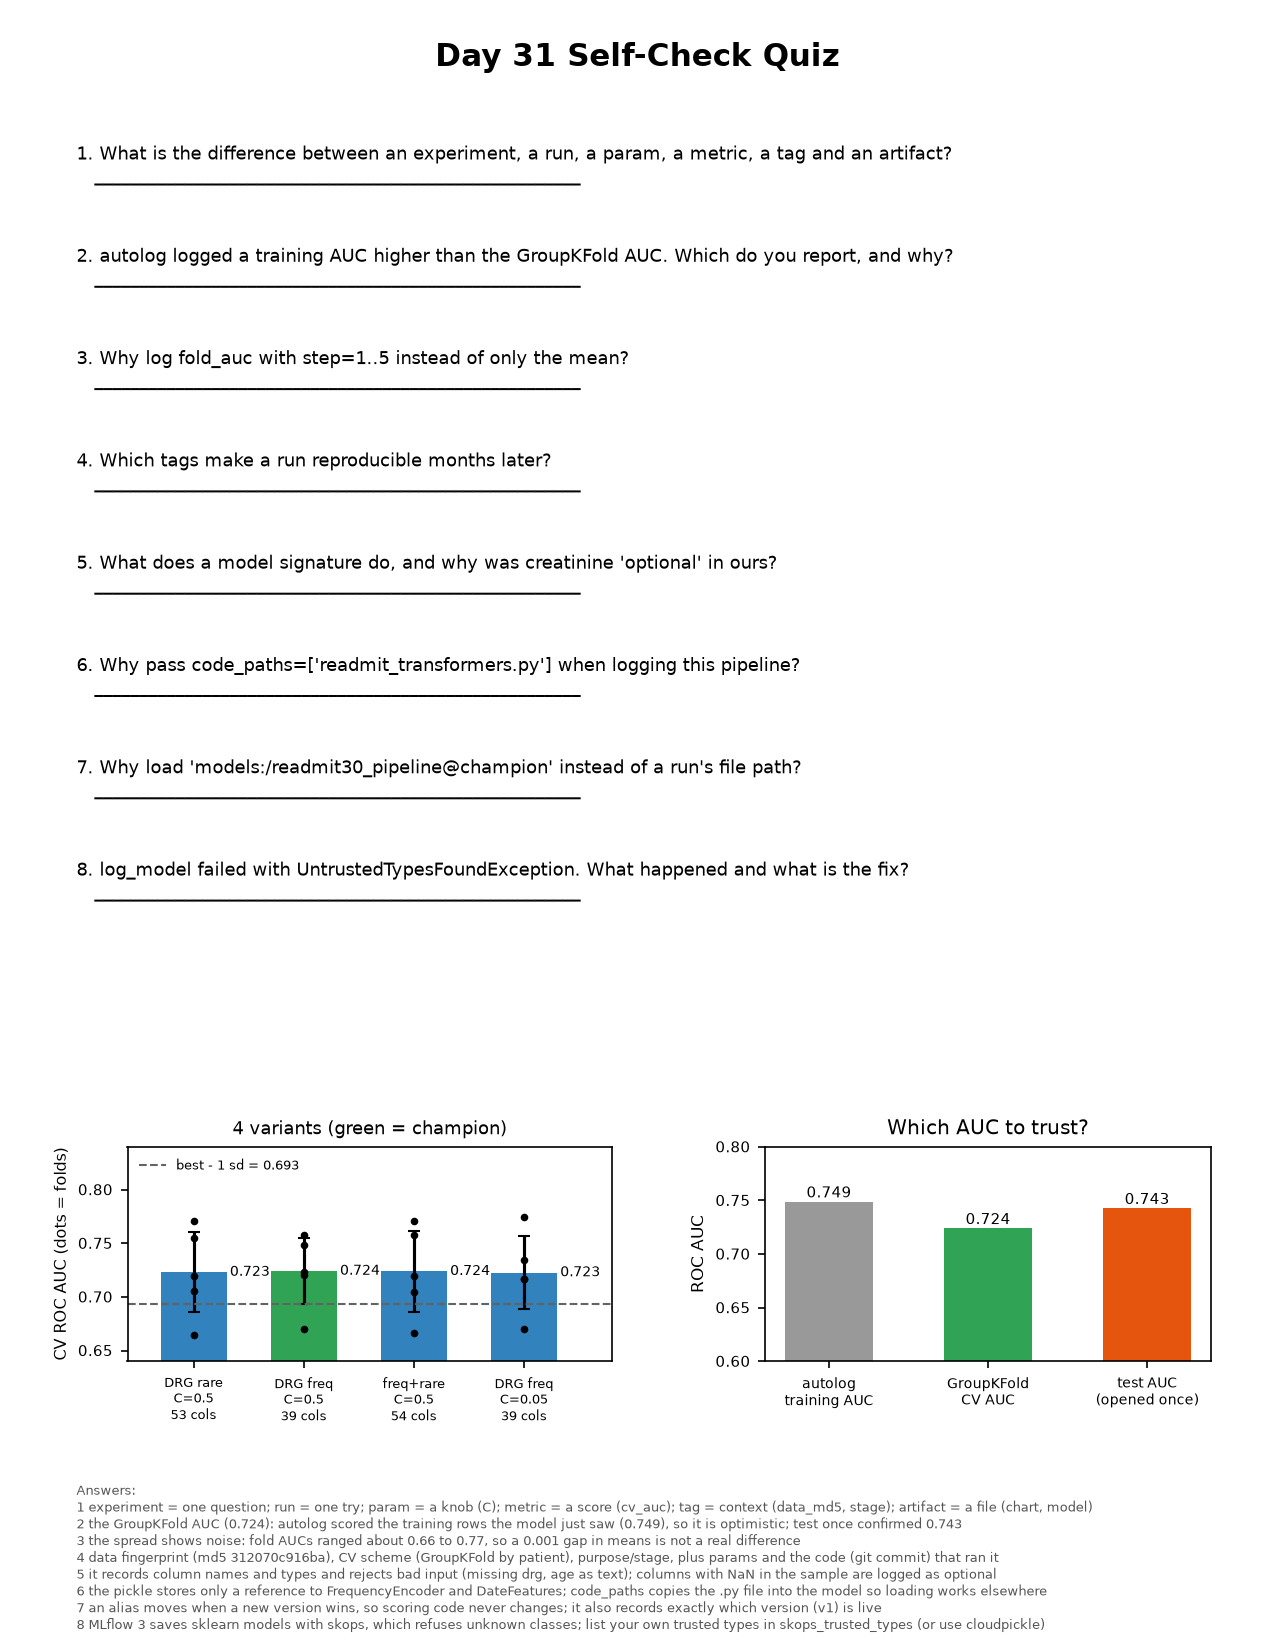 Day 31 Self-Check Quiz
1. What is the difference between an experiment, a run, a param, a metric, a tag and an artifact?
2. autolog logged a training AUC higher than the GroupKFold AUC. Which do you report, and why?
3. Why log fold_auc with step=1..5 instead of only the mean?
4. Which tags make a run reproducible months later?
5. What does a model signature do, and why was creatinine 'optional' in ours?
6. Why pass code_paths=['readmit_transformers.py'] when logging this pipeline?
7. Why load 'models:/readmit30_pipeline@champion' instead of a run's file path?
8. log_model failed with UntrustedTypesFoundException. What happened and what is the fix?
4 variants (green = champion)
CV ROC AUC (dots = folds)
best - 1 sd = 0.693
0.80
0.75
0.70
0.65
0.723
0.724
0.724
0.723
DRG rare
C=0.5
53 cols
DRG freq
C=0.5
39 cols
freq+rare
C=0.5
54 cols
DRG freq
C=0.05
39 cols
Which AUC to trust?
ROC AUC
0.80
0.75
0.70
0.65
0.60
0.749
0.724
0.743
autolog
training AUC
GroupKFold
CV AUC
test AUC
(opened once)
Answers:
1 experiment = one question; run = one try; param = a knob (C); metric = a score (cv_auc); tag = context (data_md5, stage); artifact = a file (chart, model)
2 the GroupKFold AUC (0.724): autolog scored the training rows the model just saw (0.749), so it is optimistic; test once confirmed 0.743
3 the spread shows noise: fold AUCs ranged about 0.66 to 0.77, so a 0.001 gap in means is not a real difference
4 data fingerprint (md5 312070c916ba), CV scheme (GroupKFold by patient), purpose/stage, plus params and the code (git commit) that ran it
5 it records column names and types and rejects bad input (missing drg, age as text); columns with NaN in the sample are logged as optional
6 the pickle stores only a reference to FrequencyEncoder and DateFeatures; code_paths copies the .py file into the model so loading works elsewhere
7 an alias moves when a new version wins, so scoring code never changes; it also records exactly which version (v1) is live
8 MLflow 3 saves sklearn models with skops, which refuses unknown classes; list your own trusted types in skops_trusted_types (or use cloudpickle)